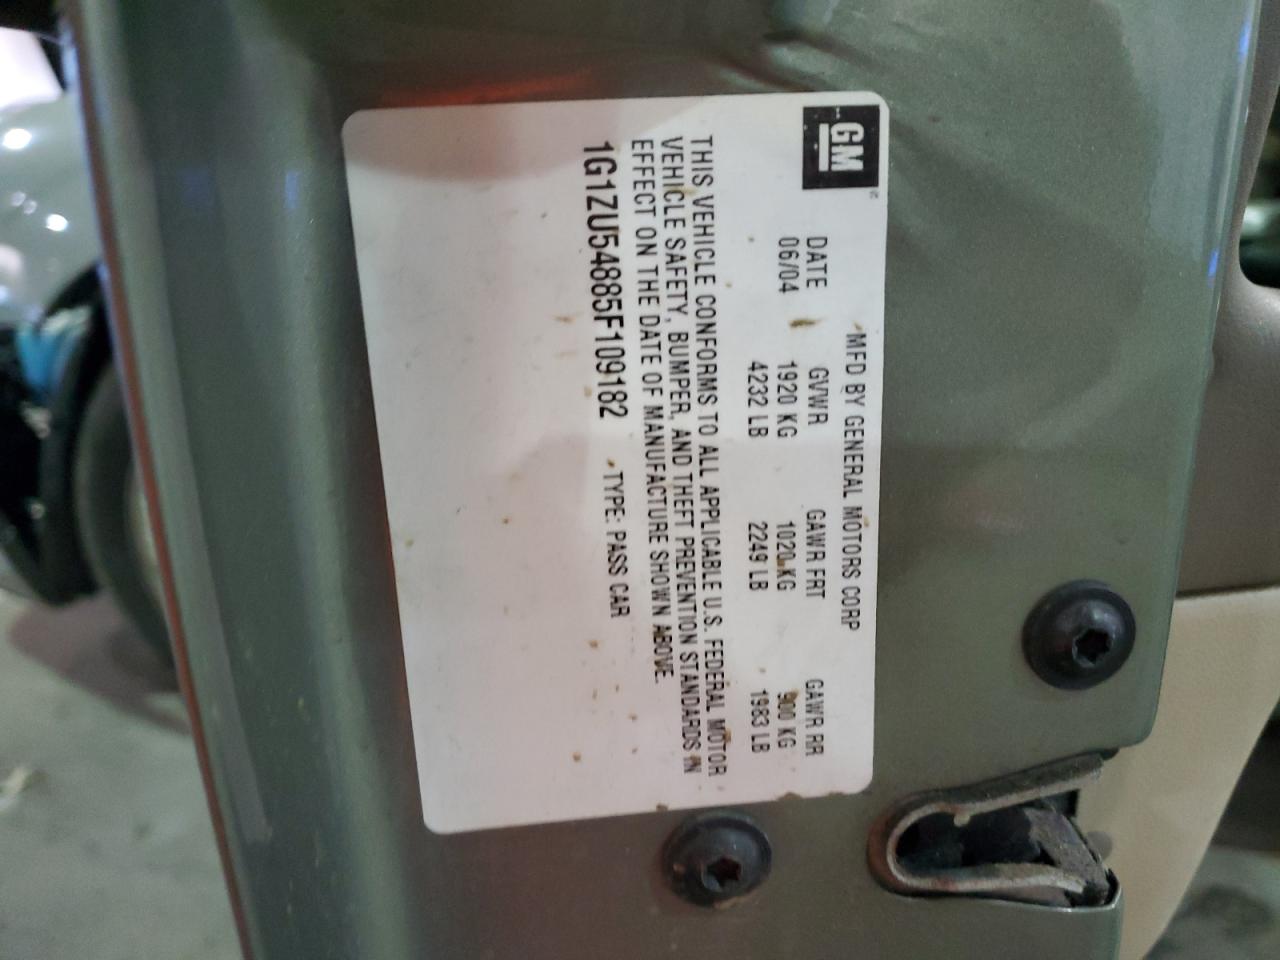 GM
MFD BY GENERAL MOTORS CORP
DATE GVWR GAWR FRT GAWR RR
06/04 1920 KG 1020 KG 900 KG
4232 LB 2249 LB 1983 LB
THIS VEHICLE CONFORMS TO ALL APPLICABLE U.S. FEDERAL MOTOR
VEHICLE SAFETY, BUMPER, AND THEFT PREVENTION STANDARDS IN
EFFECT ON THE DATE OF MANUFACTURE SHOWN ABOVE.
1G1ZU54885F109182 TYPE: PASS CAR